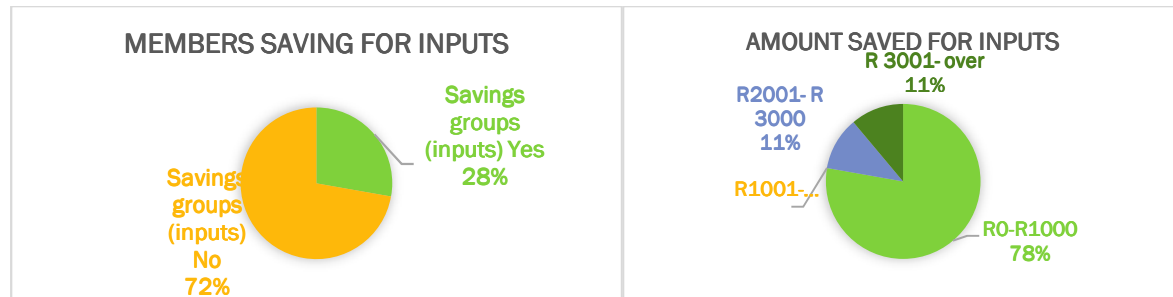 MEMBERS SAVING FOR INPUTS
Savings
groups
(inputs) Yes
28%
Savings
groups
(inputs)
No
72%
AMOUNT SAVED FOR INPUTS
R 3001- over
11%
R2001- R
3000
11%
R1001-...
R0-R1000
78%